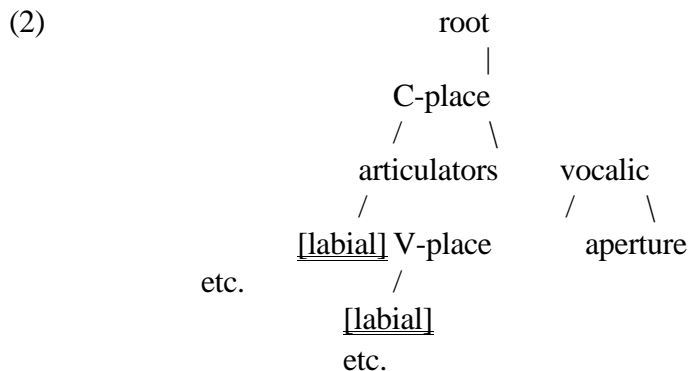 (2) root
|
C-place
/ \
articulators vocalic
/ / \
[labial] V-place aperture
etc. /
[labial]
etc.